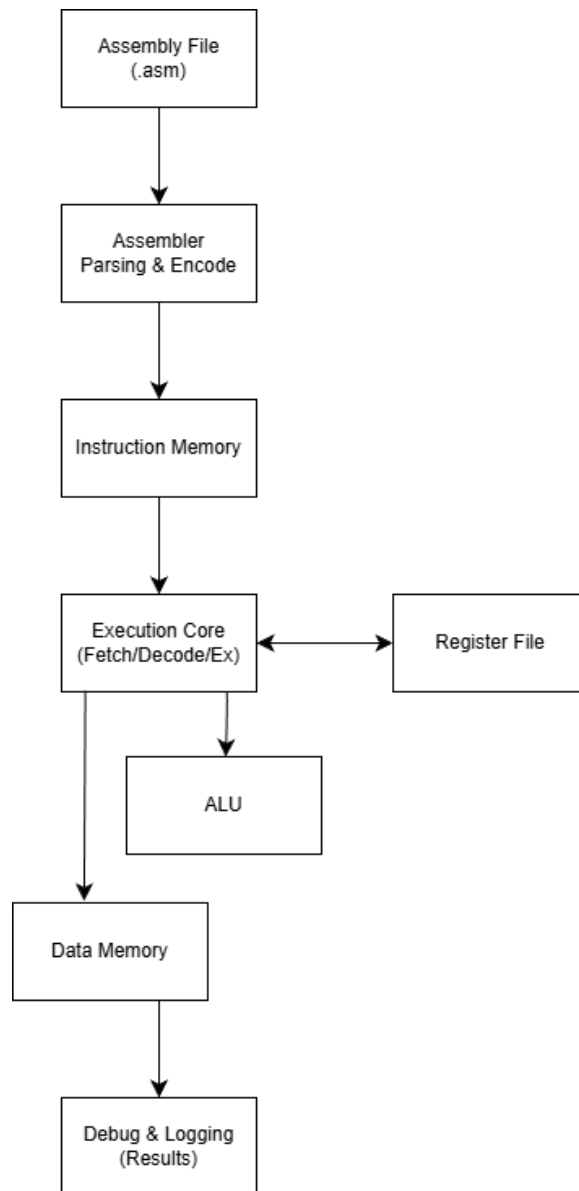 Assembly File
(.asm)
Assembler
Parsing & Encode
Instruction Memory
Execution Core
(Fetch/Decode/Ex)
Register File
ALU
Data Memory
Debug & Logging
(Results)